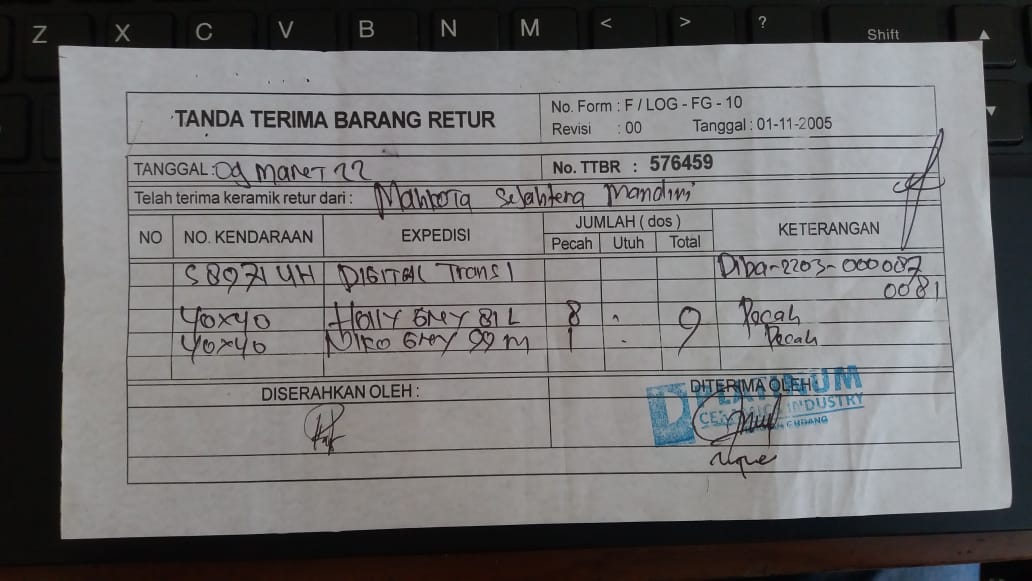 Z X C V B N M < > ? Shift
TANDA TERIMA BARANG RETUR
No. Form : F / LOG - FG - 10
Revisi : 00 Tanggal : 01-11-2005
TANGGAL : 09 Maret 22
No. TTBR : 576459
Telah terima keramik retur dari : Mahkota Sejahtera Mandiri
NO NO. KENDARAAN EXPEDISI JUMLAH ( dos ) KETERANGAN
Pecah Utuh Total
S 8971 UH DIGITAL Trans 1 Diba-2203-000087
0081
40x40 Holly Grey 81 L 8 - 9 Pecah
40x40 Niko Grey 99 M 1 - Pecah
DISERAHKAN OLEH : DITERIMA OLEH
PLATINUM
CERAMICS INDUSTRY